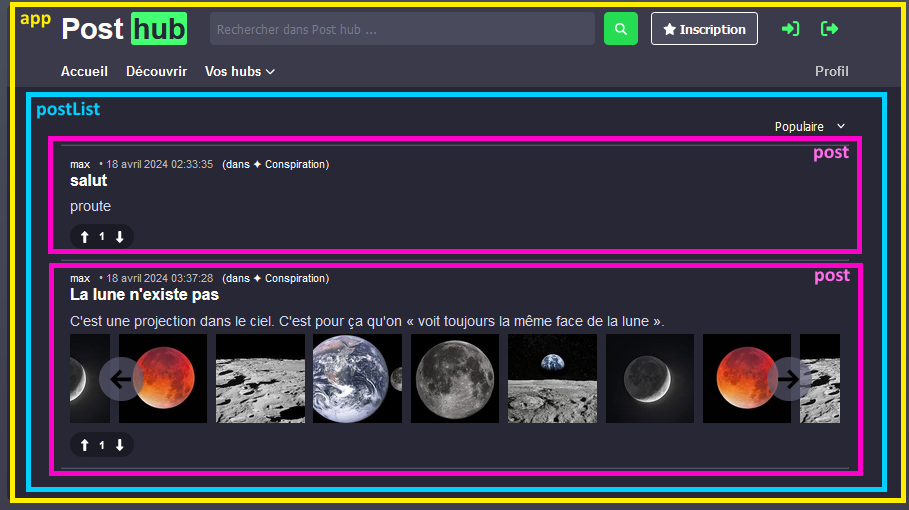 app
Post hub
Rechercher dans Post hub ...
Inscription
Accueil Découvrir Vos hubs
Profil
postList
Populaire
post
max • 18 avril 2024 02:33:35 (dans ✦ Conspiration)
salut
proute
1
post
max • 18 avril 2024 03:37:28 (dans ✦ Conspiration)
La lune n'existe pas
C'est une projection dans le ciel. C'est pour ça qu'on « voit toujours la même face de la lune ».
1